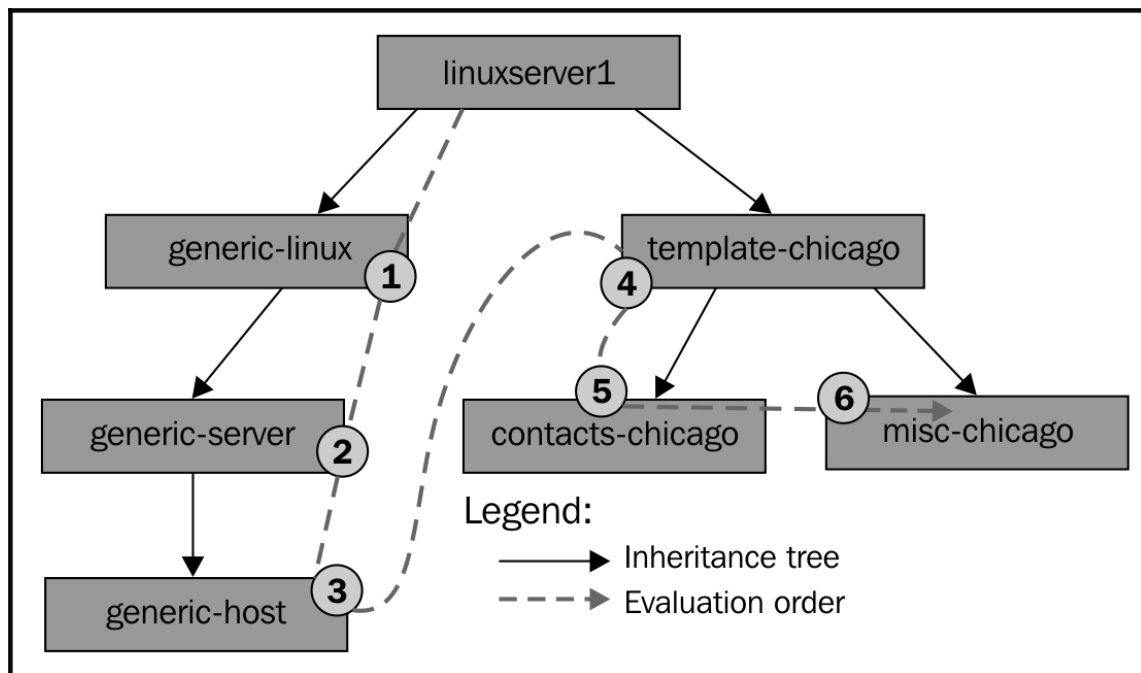 linuxserver1
generic-linux
template-chicago
1
4
5
6
generic-server
contacts-chicago
misc-chicago
2
Legend:
Inheritance tree
3
generic-host
Evaluation order